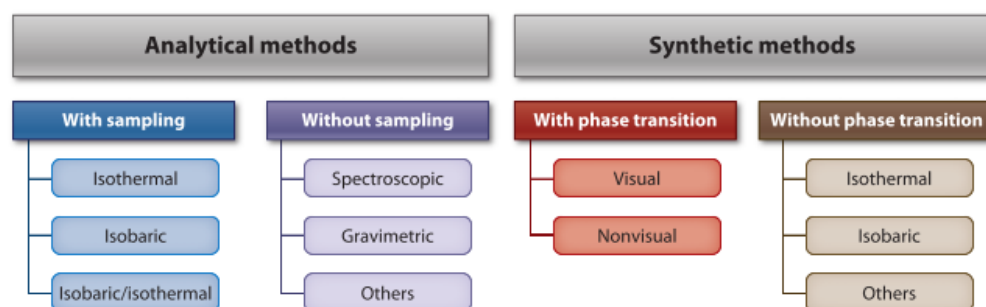 Analytical methods
Synthetic methods
With sampling
Without sampling
With phase transition
Without phase transition
Isothermal
Spectroscopic
Visual
Isothermal
Isobaric
Gravimetric
Nonvisual
Isobaric
Isobaric/isothermal
Others
Others